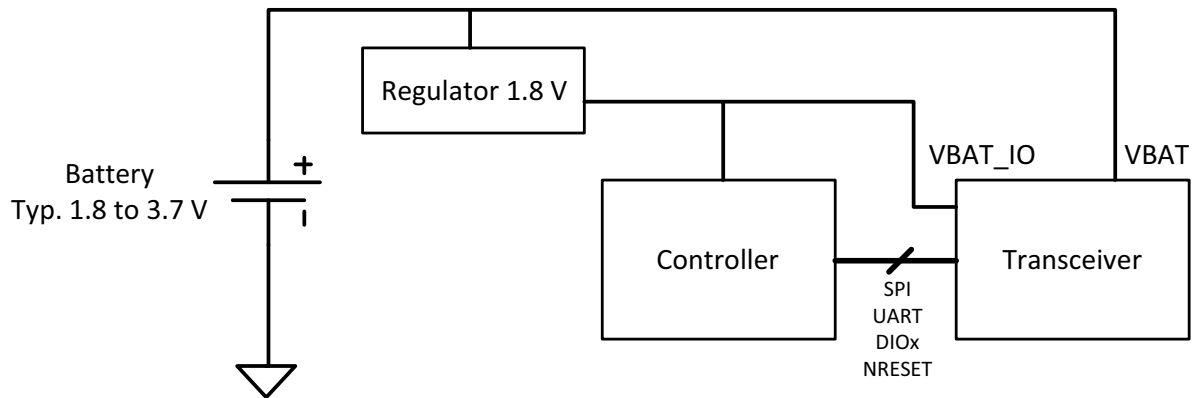 Regulator 1.8 V
Battery
Typ. 1.8 to 3.7 V
+
VBAT_IO
VBAT
Controller
Transceiver
SPI
UART
DIOx
NRESET